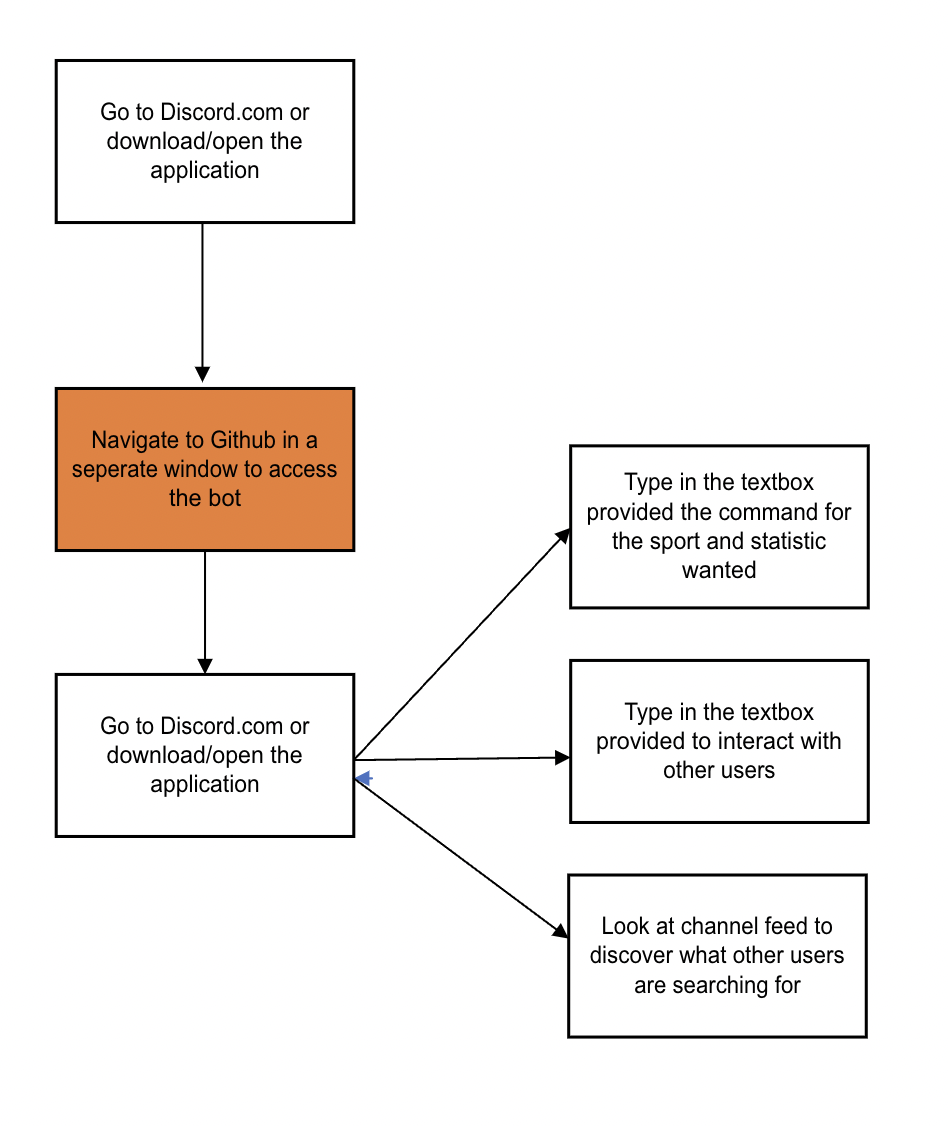 Go to Discord.com or
download/open the
application
Navigate to Github in a
seperate window to access
the bot
Go to Discord.com or
download/open the
application
Type in the textbox
provided the command for
the sport and statistic
wanted
Type in the textbox
provided to interact with
other users
Look at channel feed to
discover what other users
are searching for